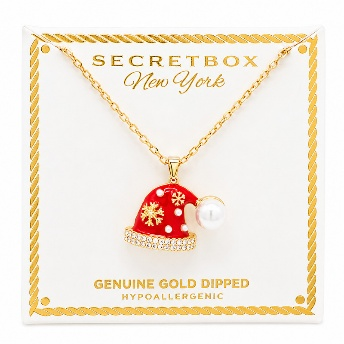 SECRETBOX
New York
GENUINE GOLD DIPPED
HYPOALLERGENIC